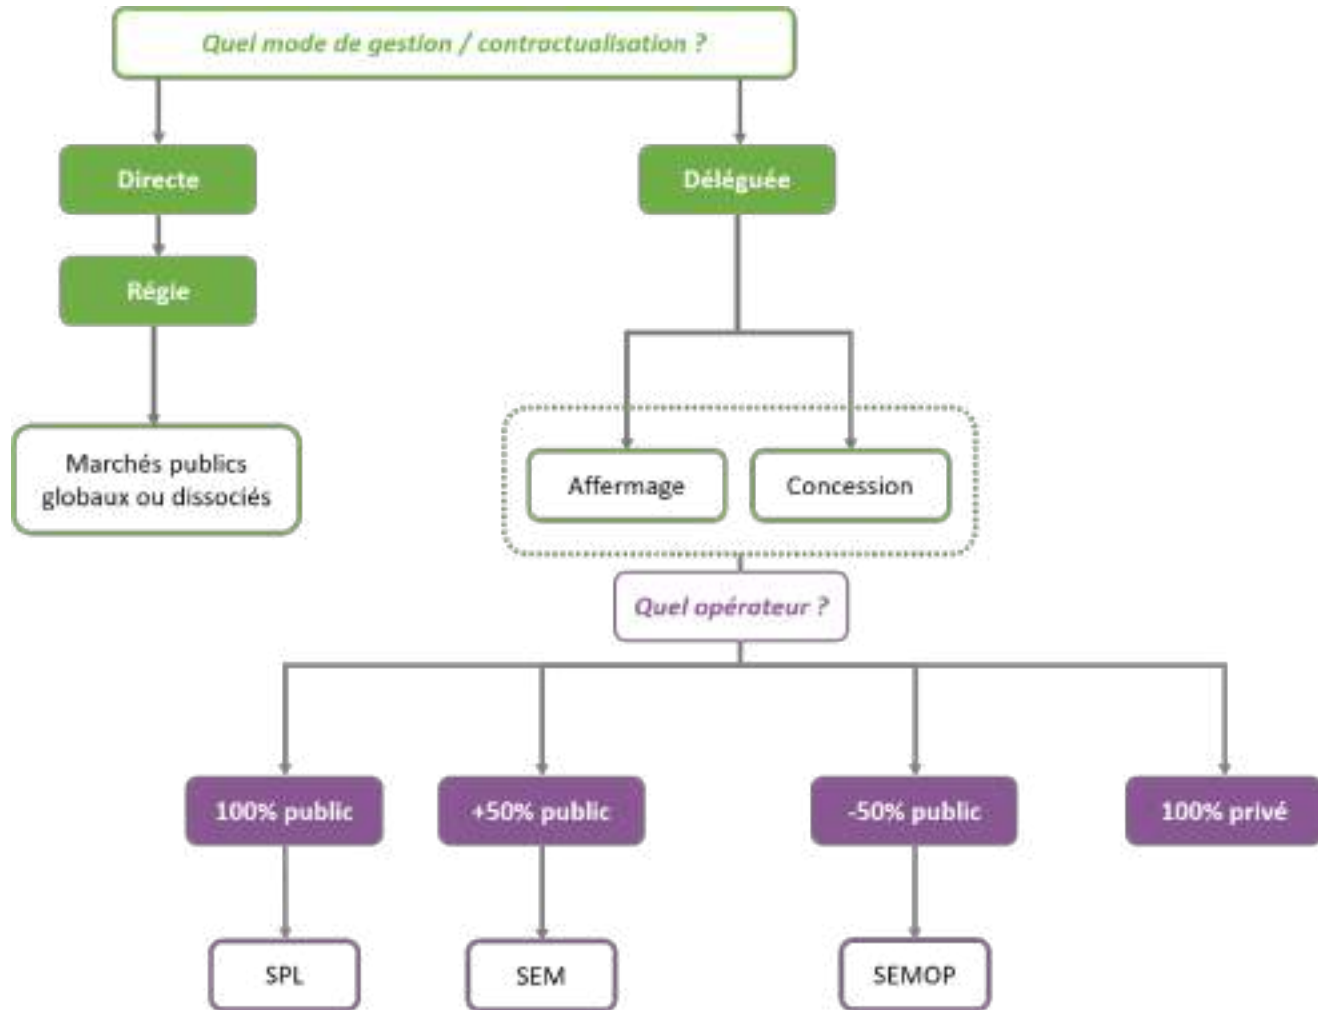 Quel mode de gestion / contractualisation ?
Directe
Déléguée
Régie
Marchés publics
globaux ou dissociés
Affermage
Concession
Quel opérateur ?
100% public
+50% public
-50% public
100% privé
SPL
SEM
SEMOP